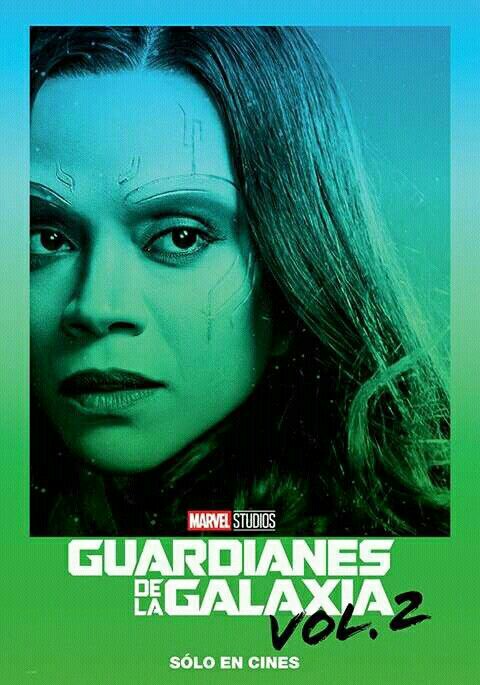 MARVEL STUDIOS
GUARDIANES
DE LA GALAXIA
VOL. 2
SÓLO EN CINES